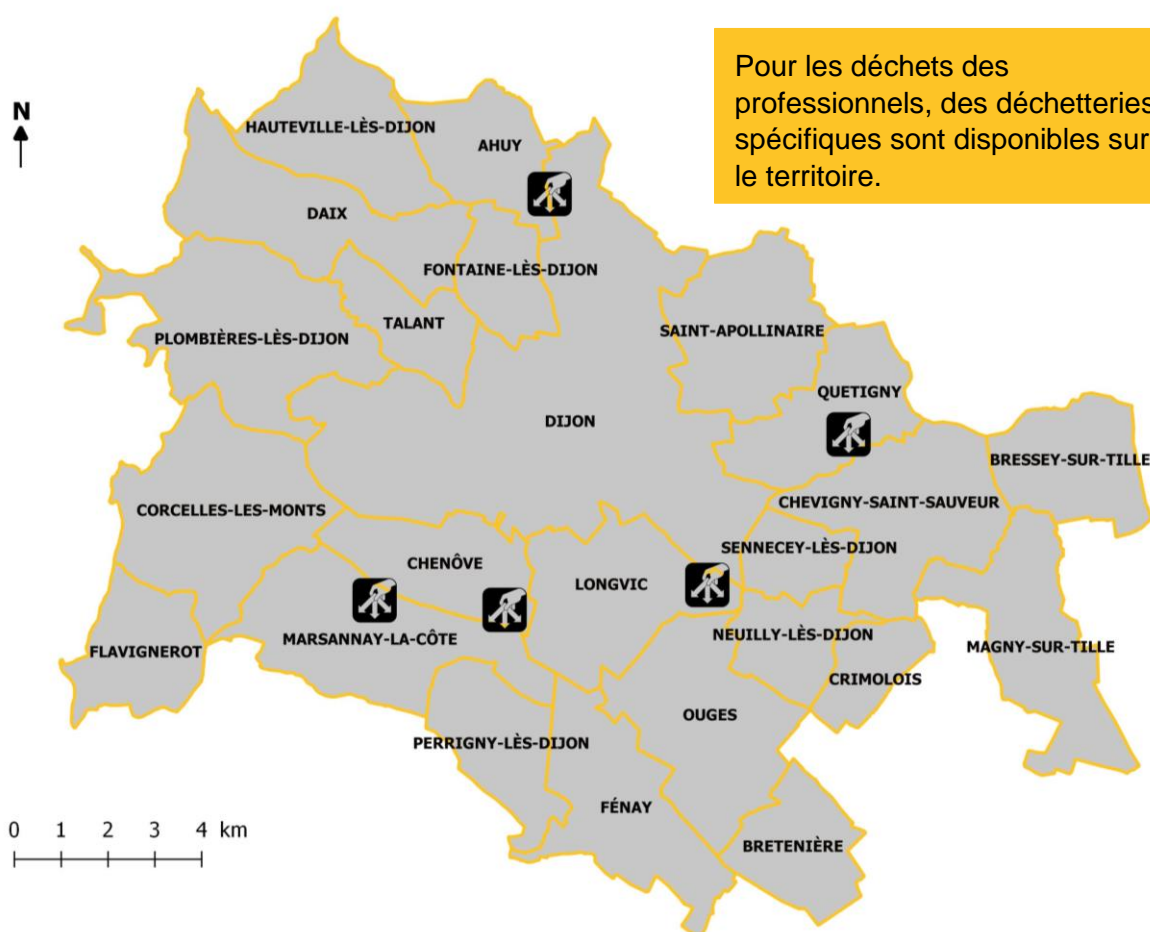 Pour les déchets des
professionnels, des déchetteries
spécifiques sont disponibles sur
le territoire.
N
HAUTEVILLE-LÈS-DIJON
AHUY
DAIX
FONTAINE-LÈS-DIJON
TALANT
SAINT-APOLLINAIRE
PLOMBIÈRES-LÈS-DIJON
QUETIGNY
DIJON
BRESSEY-SUR-TILLE
CHEVIGNY-SAINT-SAUVEUR
CORCELLES-LES-MONTS
SENNECEY-LÈS-DIJON
CHENÔVE
LONGVIC
NEUILLY-LÈS-DIJON
MARSANNAY-LA-CÔTE
MAGNY-SUR-TILLE
FLAVIGNEROT
CRIMOLOIS
OUGES
PERRIGNY-LÈS-DIJON
FÉNAY
0 1 2 3 4 km
BRETENIÈRE